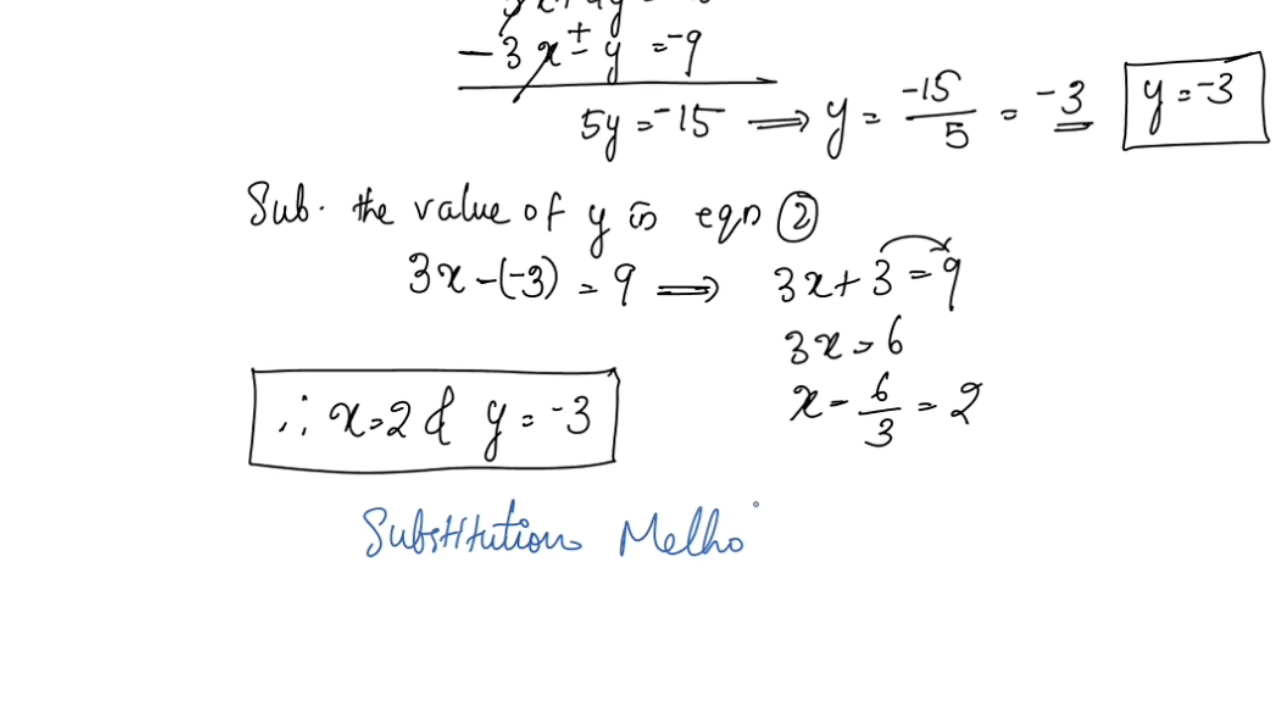 -3x ± y = -9
5y = -15 ⟹ y = -15/5 = -3 y = -3
Sub. the value of y in eqn ②
3x - (-3) = 9 ⟹ 3x + 3 = 9
3x = 6
x = 6/3 = 2
∴ x = 2 & y = -3
Substitution Metho